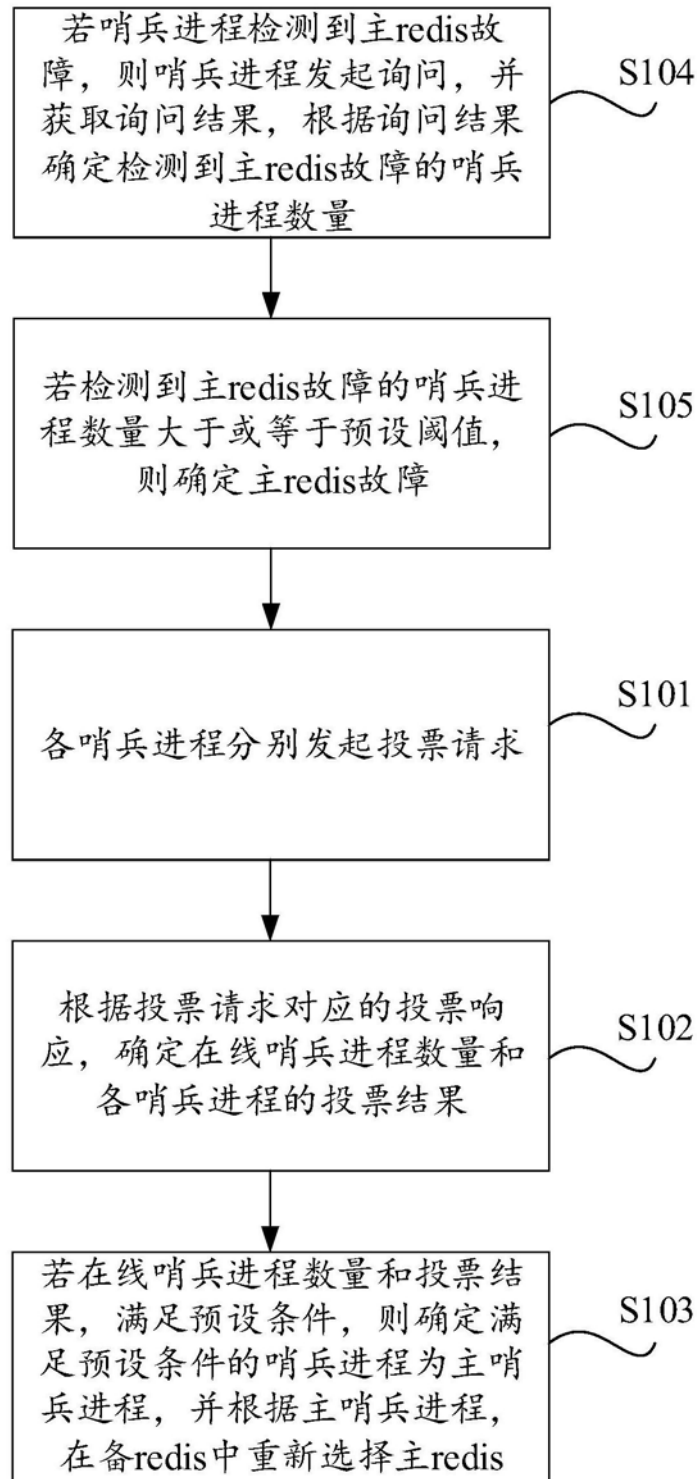 若哨兵进程检测到主redis故
障，则哨兵进程发起询问，并
获取询问结果，根据询问结果
确定检测到主redis故障的哨兵
进程数量
S104
若检测到主redis故障的哨兵进
程数量大于或等于预设阈值，
则确定主redis故障
S105
各哨兵进程分别发起投票请求
S101
根据投票请求对应的投票响
应，确定在线哨兵进程数量和
各哨兵进程的投票结果
S102
若在线哨兵进程数量和投票结
果，满足预设条件，则确定满
足预设条件的哨兵进程为主哨
兵进程，并根据主哨兵进程，
在备redis中重新选择主redis
S103